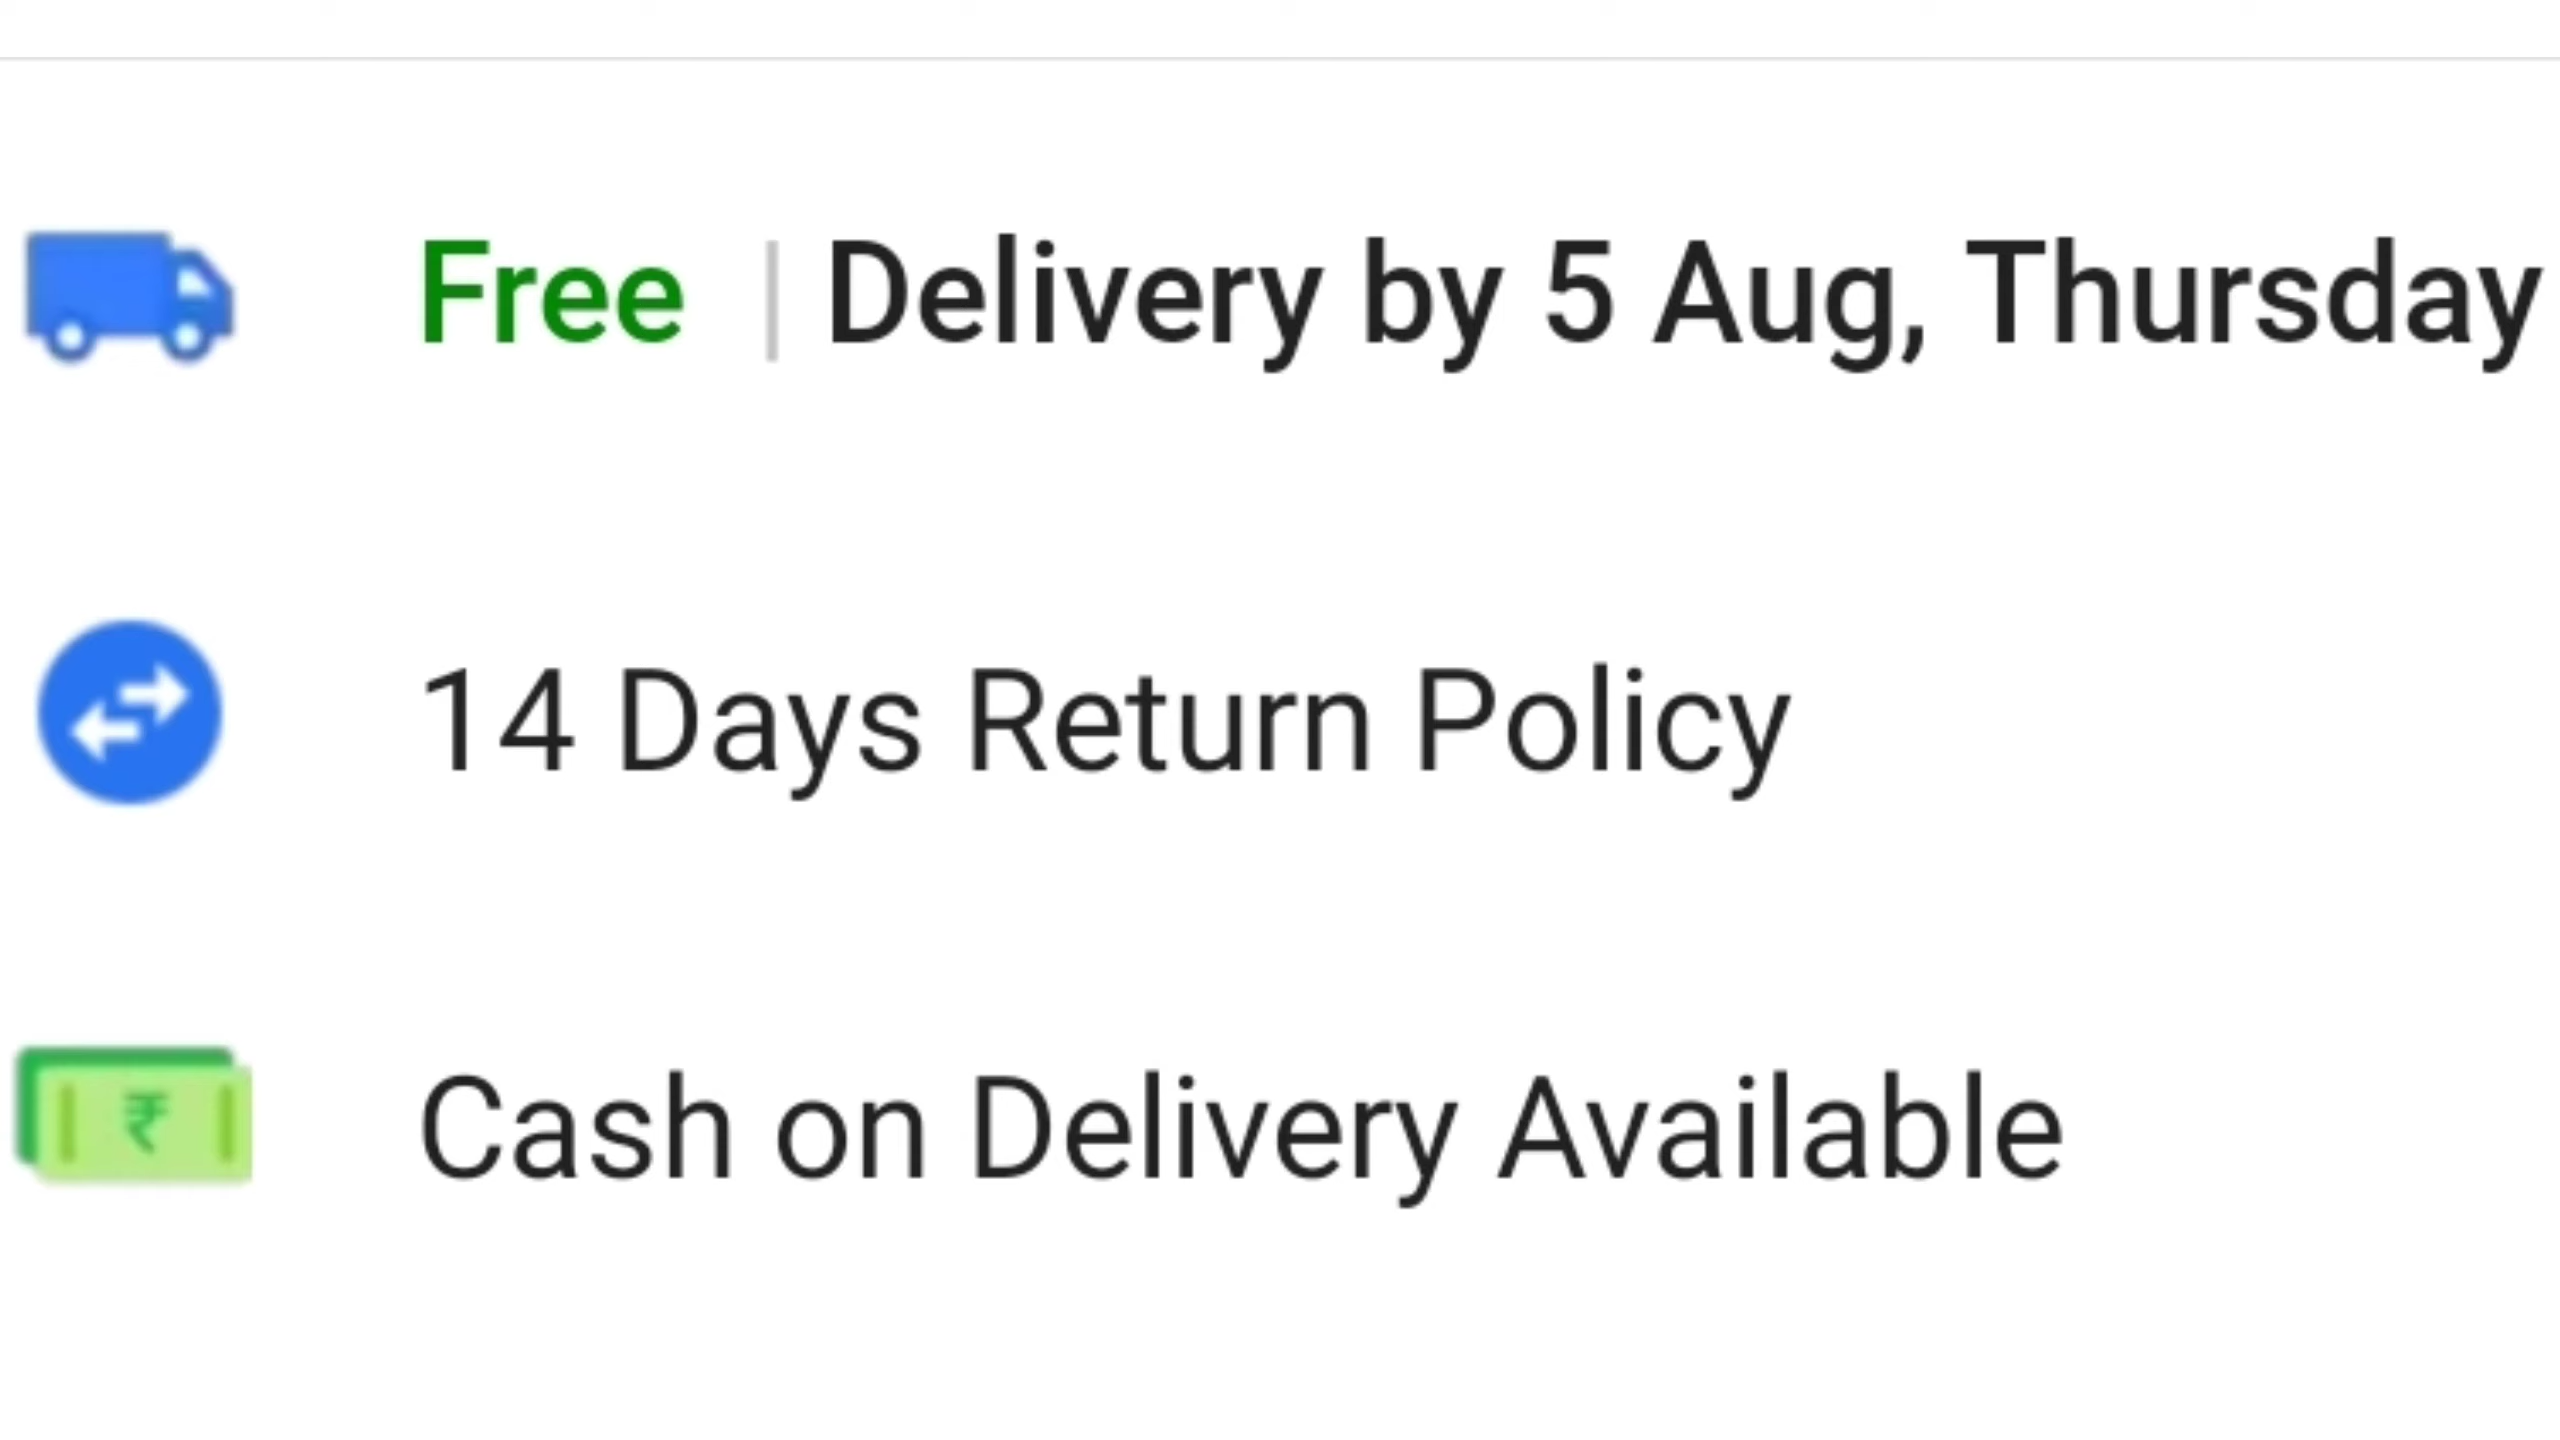 Free | Delivery by 5 Aug, Thursday
14 Days Return Policy
₹
Cash on Delivery Available